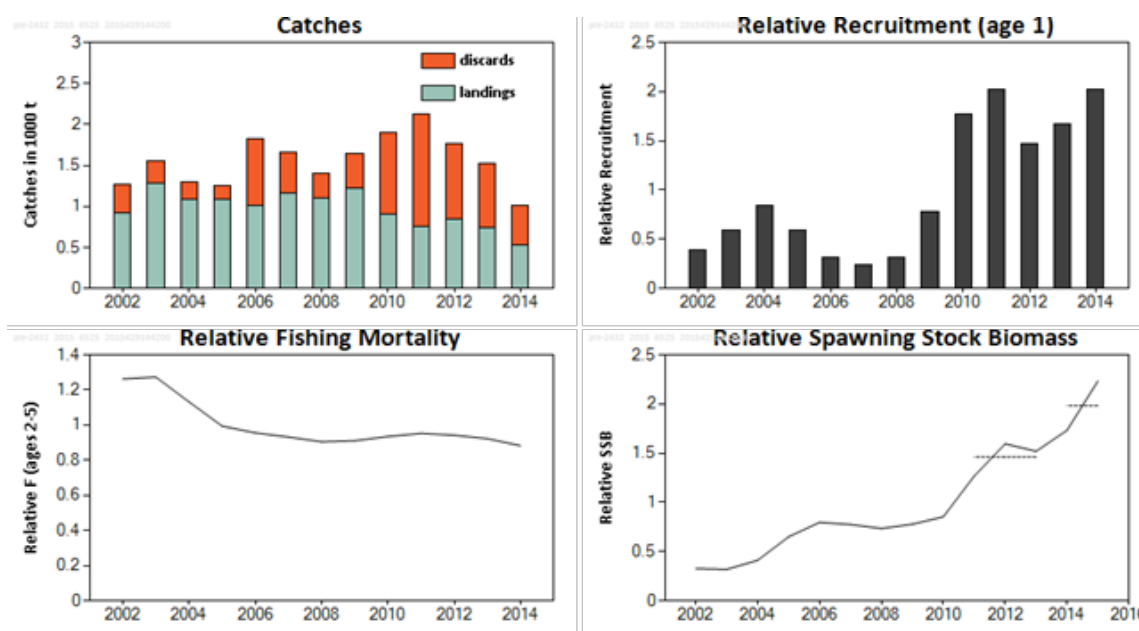 Catches
3
2.5
2
1.5
1
0.5
0
Catches in 1000 t
discards
landings
2002 2004 2006 2008 2010 2012 2014
Relative Recruitment (age 1)
2.5
2
1.5
1
0.5
0
Relative Recruitment
2002 2004 2006 2008 2010 2012 2014
Relative Fishing Mortality
1.4
1.2
1
0.8
0.6
0.4
0.2
0
Relative F (ages 2-5)
2002 2004 2006 2008 2010 2012 2014
Relative Spawning Stock Biomass
2.5
2
1.5
1
0.5
0
Relative SSB
2002 2004 2006 2008 2010 2012 2014